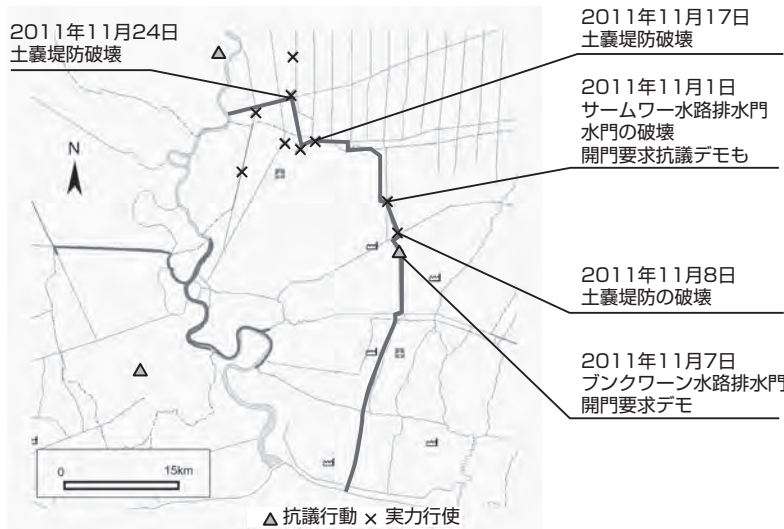 2011年11月24日
土嚢堤防破壊
2011年11月17日
土嚢堤防破壊
2011年11月1日
サームワー水路排水門
水門の破壊
開門要求抗議デモも
N
2011年11月8日
土嚢堤防の破壊
2011年11月7日
ブンクワーン水路排水門
開門要求デモ
0 15km
△ 抗議行動 × 実力行使